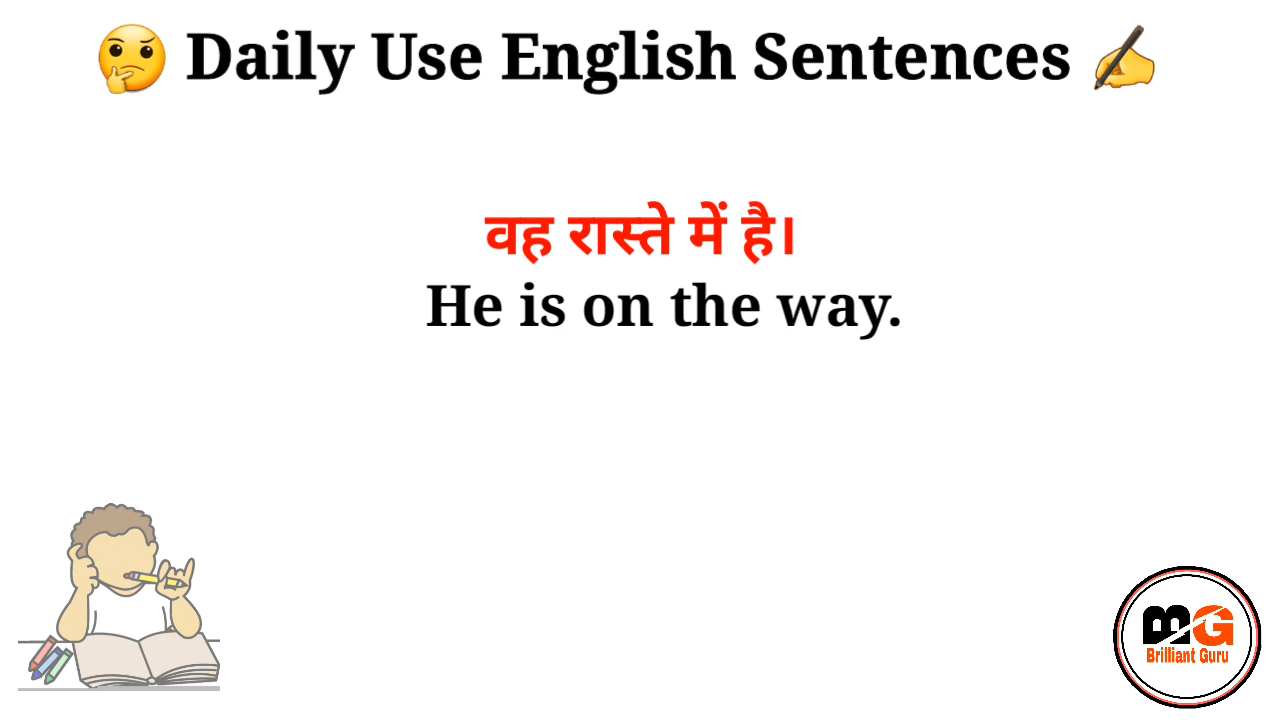 🤔 Daily Use English Sentences ✍
वह रास्ते में है।
He is on the way.
BG
Brilliant Guru